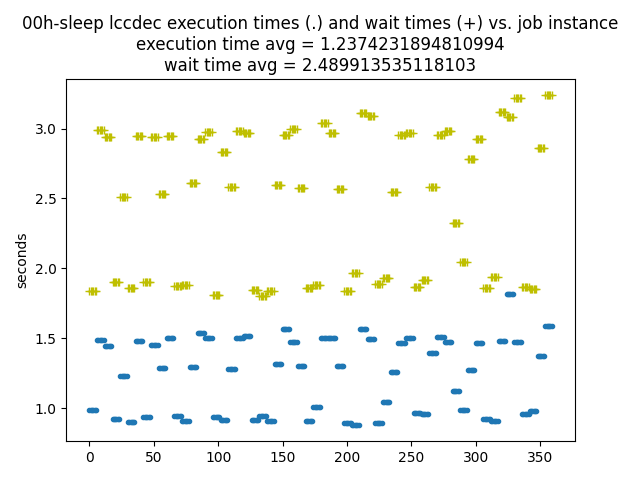 00h-sleep lccdec execution times (.) and wait times (+) vs. job instance
execution time avg = 1.2374231894810994
wait time avg = 2.489913535118103
3.0
2.5
2.0
1.5
1.0
seconds
0 50 100 150 200 250 300 350